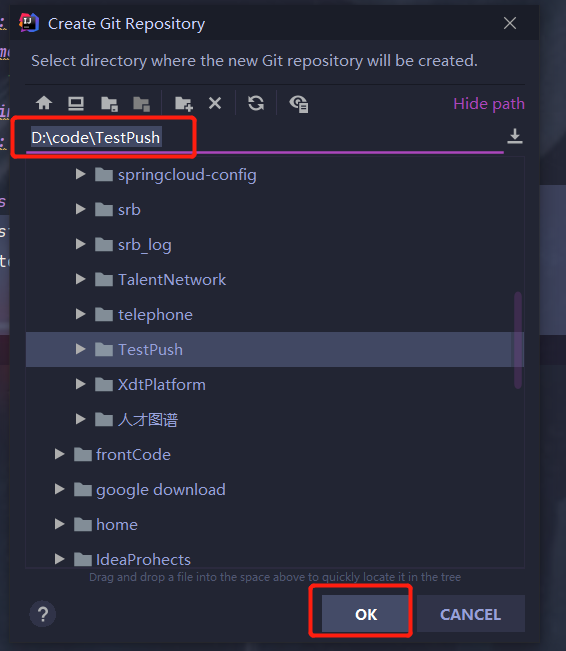 Create Git Repository
Select directory where the new Git repository will be created.
Hide path
D:\code\TestPush
springcloud-config
srb
srb_log
TalentNetwork
telephone
TestPush
XdtPlatform
人才图谱
frontCode
google download
home
IdeaProhects
Drag and drop a file into the space above to quickly locate it in the tree
?
OK
CANCEL